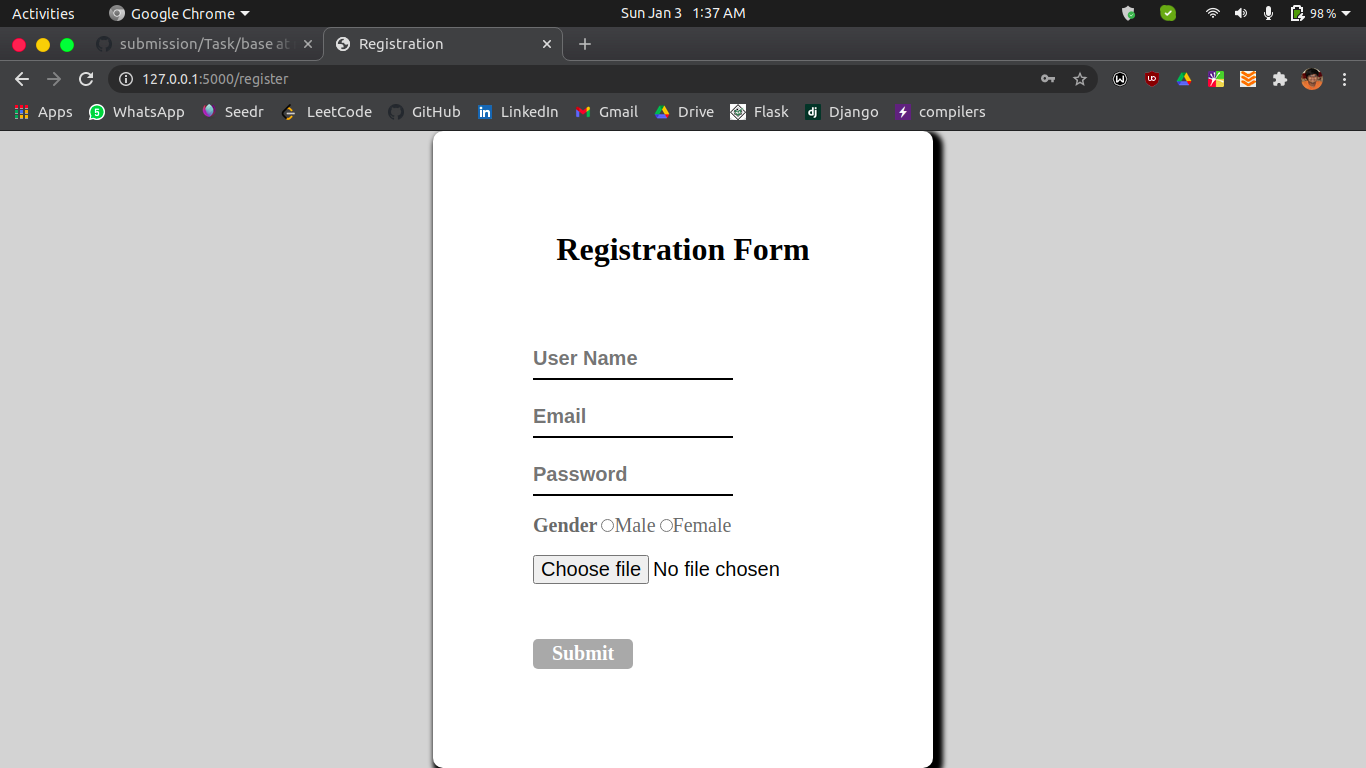 Activities Google Chrome Sun Jan 3 1:37 AM 98 %
submission/Task/base at Registration
127.0.0.1:5000/register
Apps WhatsApp Seedr LeetCode GitHub LinkedIn Gmail Drive Flask Django compilers
Registration Form
User Name
Email
Password
Gender Male Female
Choose file No file chosen
Submit